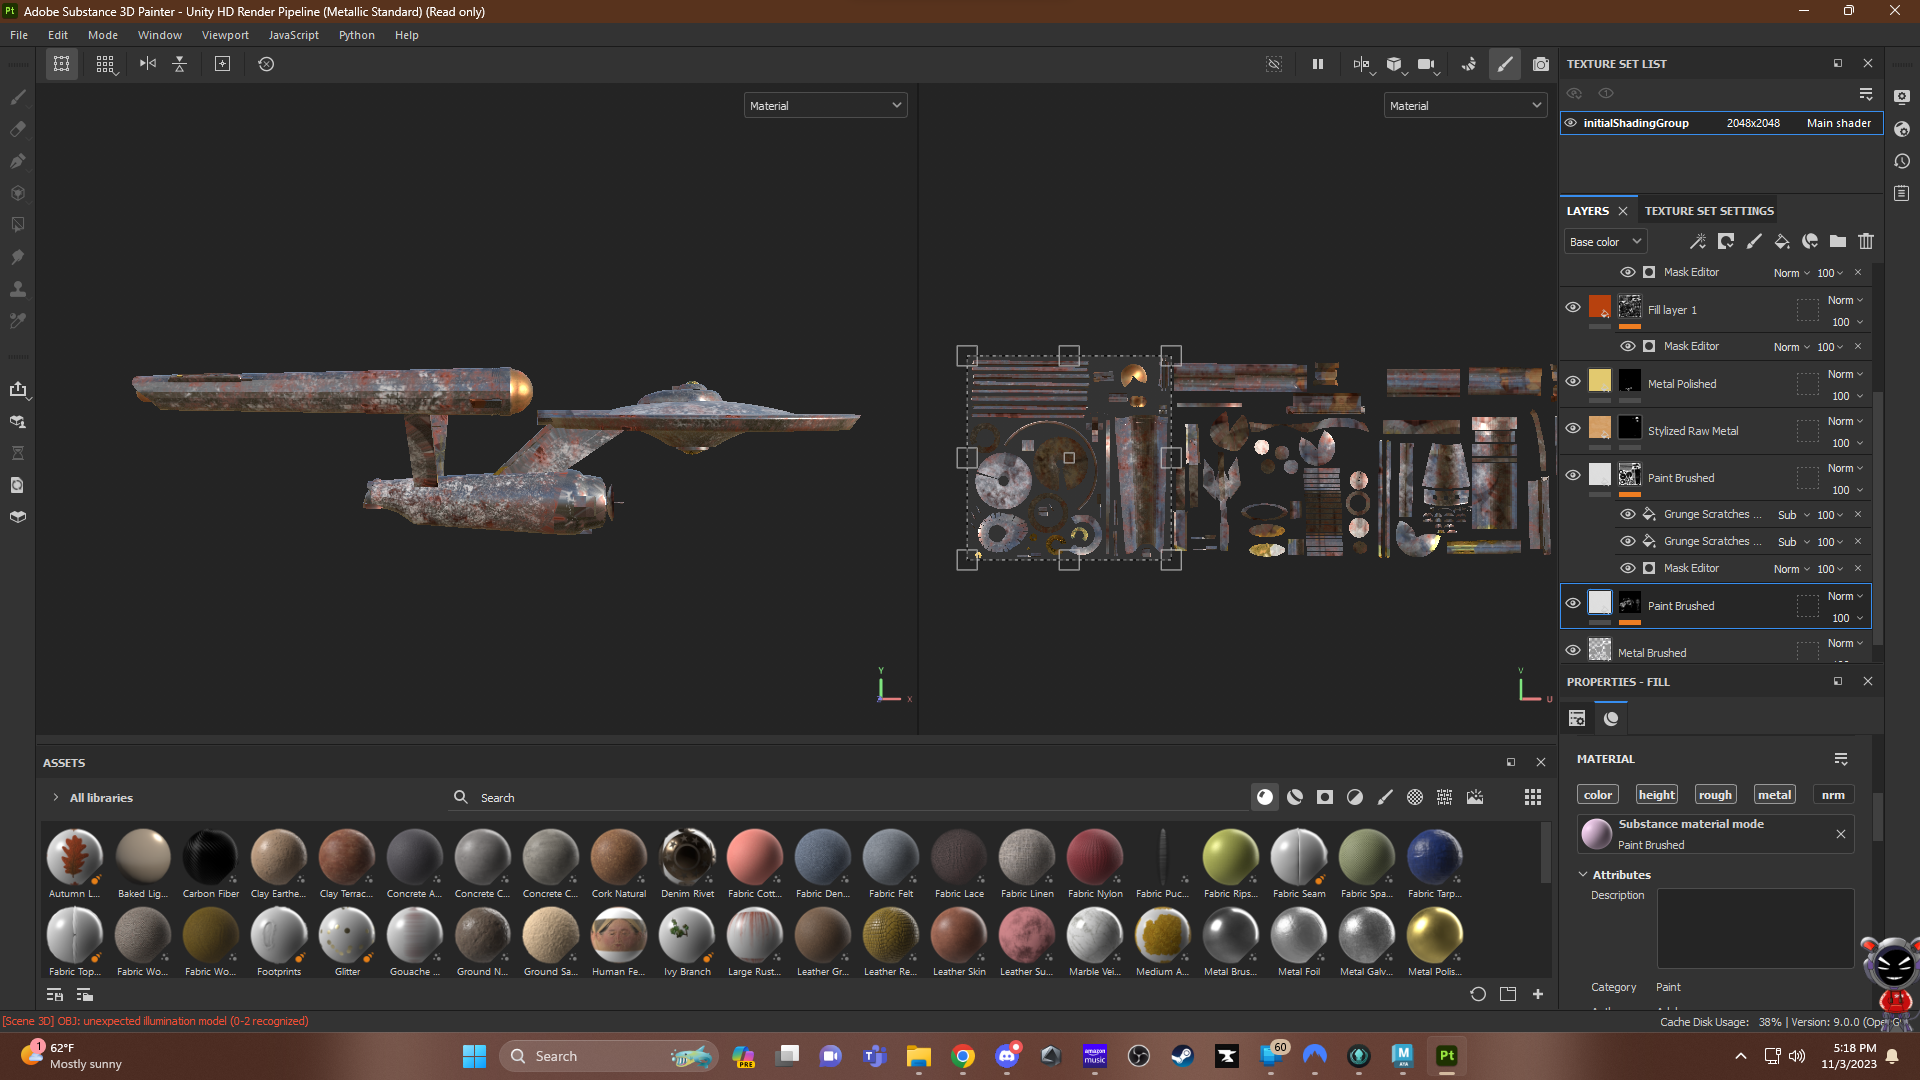 Pt Adobe Substance 3D Painter - Unity HD Render Pipeline (Metallic Standard) (Read only)
File Edit Mode Window Viewport JavaScript Python Help
Material
Material
TEXTURE SET LIST
initialShadingGroup 2048x2048 Main shader
LAYERS TEXTURE SET SETTINGS
Base color
Mask Editor Norm 100
Fill layer 1 Norm 100
Mask Editor Norm 100
Metal Polished Norm 100
Stylized Raw Metal Norm 100
Paint Brushed Norm 100
Grunge Scratches ... Sub 100
Grunge Scratches ... Sub 100
Mask Editor Norm 100
Paint Brushed Norm 100
Metal Brushed Norm
Y
Z X
V
U
PROPERTIES - FILL
MATERIAL
color height rough metal nrm
Substance material mode
Paint Brushed
Attributes
Description
Category Paint
ASSETS
All libraries
Search
Autumn L... Baked Lig... Carbon Fiber Clay Earthe... Clay Terrac... Concrete A... Concrete C... Concrete C... Cork Natural Denim Rivet Fabric Cott... Fabric Den... Fabric Felt Fabric Lace Fabric Linen Fabric Nylon Fabric Puc... Fabric Rips... Fabric Seam Fabric Spa... Fabric Tarp...
Fabric Top... Fabric Wo... Fabric Wo... Footprints Glitter Gouache ... Ground N... Ground Sa... Human Fe... Ivy Branch Large Rust... Leather Gr... Leather Re... Leather Skin Leather Su... Marble Vei... Medium A... Metal Brus... Metal Foil Metal Galv... Metal Polis...
[Scene 3D] OBJ: unexpected illumination model (0-2 recognized)
Cache Disk Usage: 38% | Version: 9.0.0
1
62°F
Mostly sunny
Search
PRE
amazon music
60
M
Pt
5:18 PM
11/3/2023